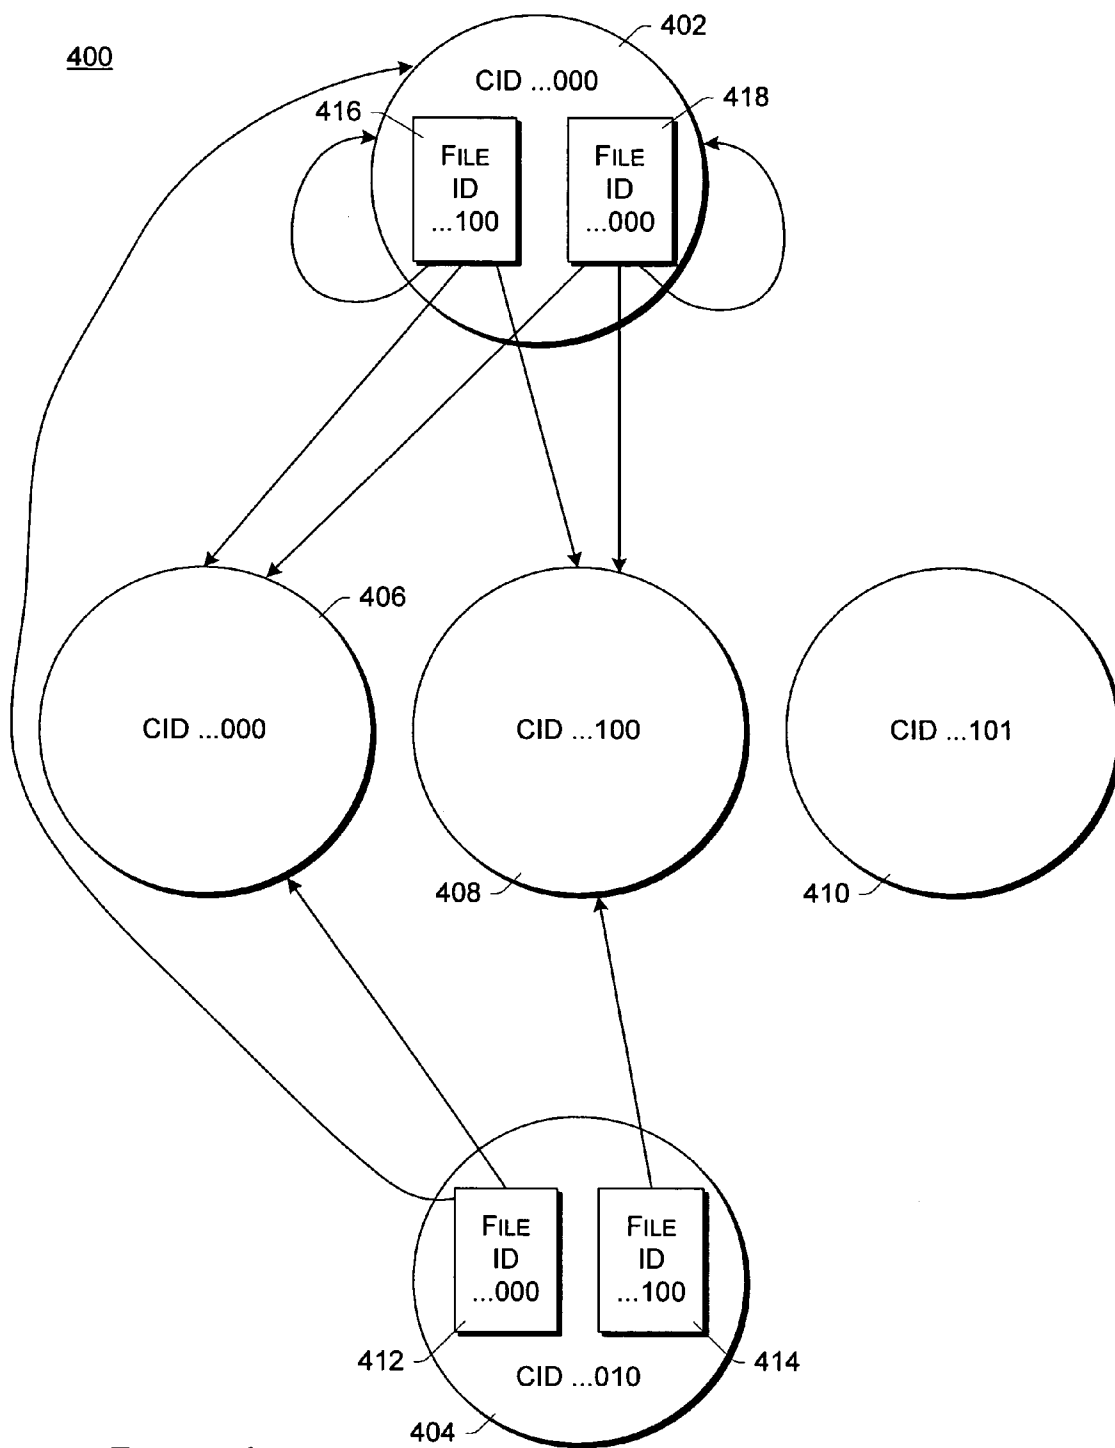 402
400
CID ...000
416
418
FILE
ID
...100
FILE
ID
...000
406
CID ...000
CID ...100
CID ...101
408
410
FILE
ID
...000
FILE
ID
...100
412
414
CID ...010
404